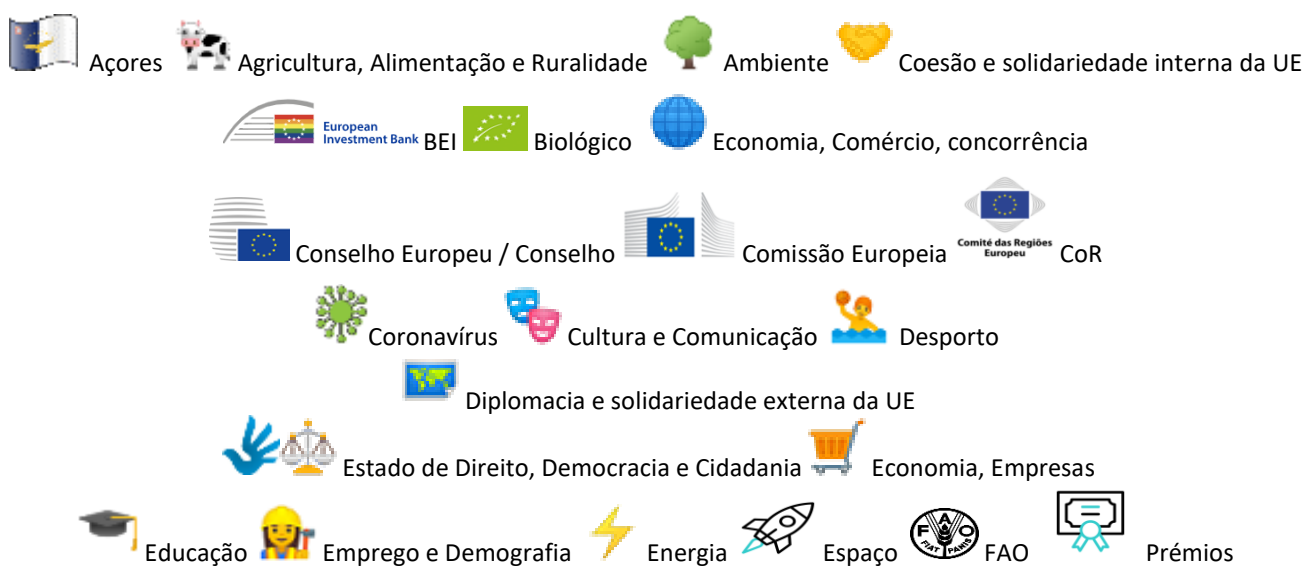 Açores Agricultura, Alimentação e Ruralidade Ambiente Coesão e solidariedade interna da UE
European
Investment Bank BEI Biológico Economia, Comércio, concorrência
Conselho Europeu / Conselho Comissão Europeia Comité das Regiões
Europeu CoR
Coronavírus Cultura e Comunicação Desporto
Diplomacia e solidariedade externa da UE
Estado de Direito, Democracia e Cidadania Economia, Empresas
Educação Emprego e Demografia Energia Espaço F A O FIAT PANIS FAO Prémios